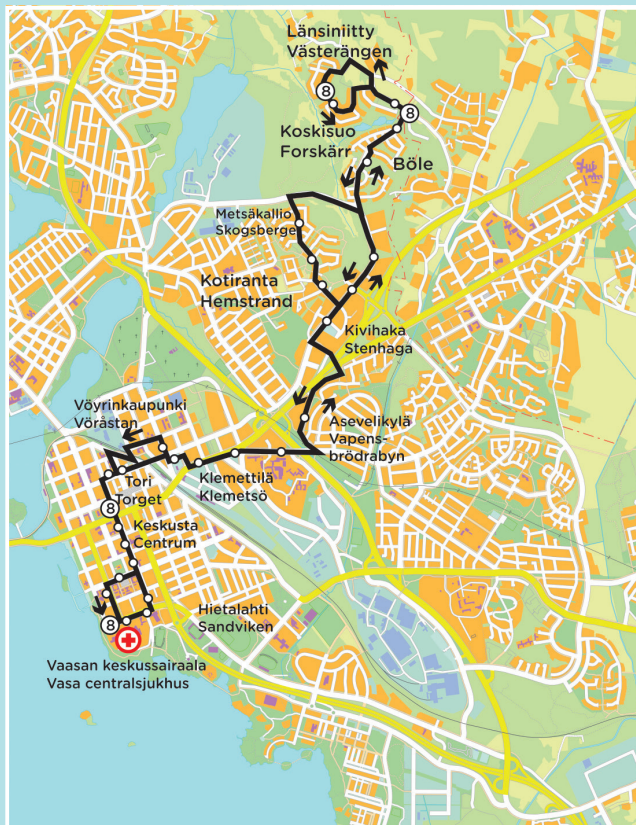 Länsiniitty
Västerängen
8
8
Koskisuo
Forskärr
Böle
Metsäkallio
Skogsberge
Kotiranta
Hemstrand
Kivihaka
Stenhaga
Vöyrinkaupunki
Vöråstan
Asevelikylä
Vapens-
brödrabyn
Tori
Torget
Klemettilä
Klemetsö
8
Keskusta
Centrum
Hietalahti
Sandviken
8
Vaasan keskussairaala
Vasa centralsjukhus